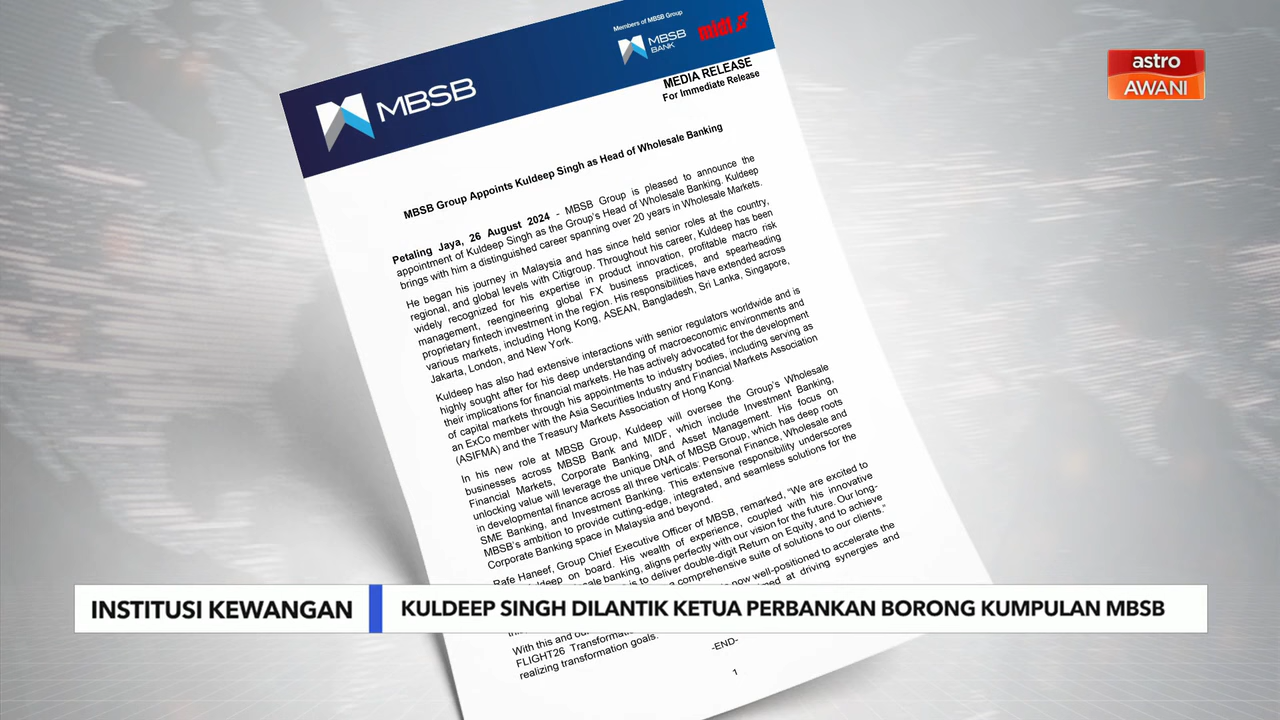 Members of MBSB Group
MBSB
BANK
midf
MBSB
astro
AWANI
MEDIA RELEASE
For Immediate Release
MBSB Group Appoints Kuldeep Singh as Head of Wholesale Banking
Petaling Jaya, 26 August 2024 - MBSB Group is pleased to announce the
appointment of Kuldeep Singh as the Group's Head of Wholesale Banking. Kuldeep
brings with him a distinguished career spanning over 20 years in Wholesale Markets.
He began his journey in Malaysia and has since held senior roles at the country,
regional, and global levels with Citigroup. Throughout his career, Kuldeep has been
widely recognized for his expertise in product innovation, profitable macro risk
management, reengineering global FX business practices, and spearheading
proprietary fintech investment in the region. His responsibilities have extended across
various markets, including Hong Kong, ASEAN, Bangladesh, Sri Lanka, Singapore,
Jakarta, London, and New York.
Kuldeep has also had extensive interactions with senior regulators worldwide and is
highly sought after for his deep understanding of macroeconomic environments and
their implications for financial markets. He has actively advocated for the development
of capital markets through his appointments to industry bodies, including serving as
an ExCo member with the Asia Securities Industry and Financial Markets Association
(ASIFMA) and the Treasury Markets Association of Hong Kong.
In his new role at MBSB Group, Kuldeep will oversee the Group's Wholesale
businesses across MBSB Bank and MIDF, which include Investment Banking,
Financial Markets, Corporate Banking, and Asset Management. His focus on
unlocking value will leverage the unique DNA of MBSB Group, which has deep roots
in developmental finance across all three verticals: Personal Finance, Wholesale and
SME Banking, and Investment Banking. This extensive responsibility underscores
MBSB's ambition to provide cutting-edge, integrated, and seamless solutions for the
Corporate Banking space in Malaysia and beyond.
Rafe Haneef, Group Chief Executive Officer of MBSB, remarked, "We are excited to
on board. His wealth of experience, coupled with his innovative
banking, aligns perfectly with our vision for the future. Our long-
is to deliver double-digit Return on Equity, and to achieve
comprehensive suite of solutions to our clients."
now well-positioned to accelerate the
at driving synergies and
INSTITUSI KEWANGAN
KULDEEP SINGH DILANTIK KETUA PERBANKAN BORONG KUMPULAN MBSB
With this and
FLIGHT26
realizing transformation goals.
-END-
1